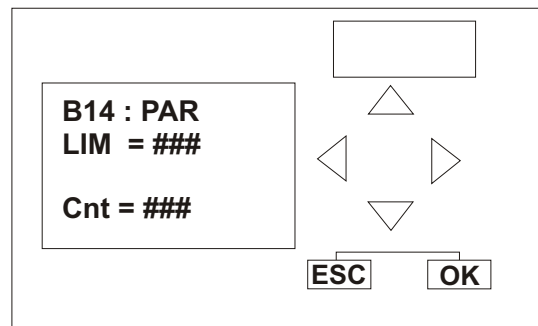 B14 : PAR
LIM = ###
Cnt = ###
ESC OK